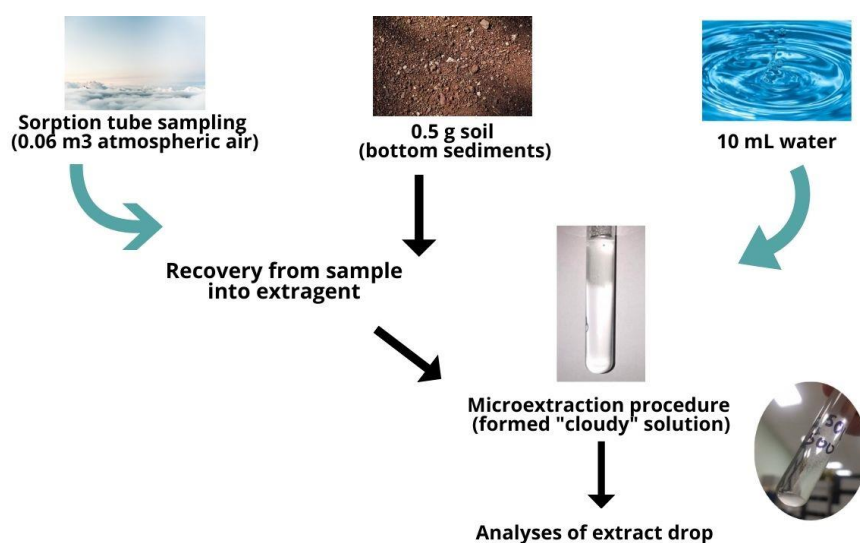 Sorption tube sampling
(0.06 m3 atmospheric air)
0.5 g soil
(bottom sediments)
10 mL water
Recovery from sample
into extragent
Microextraction procedure
(formed "cloudy" solution)
Analyses of extract drop